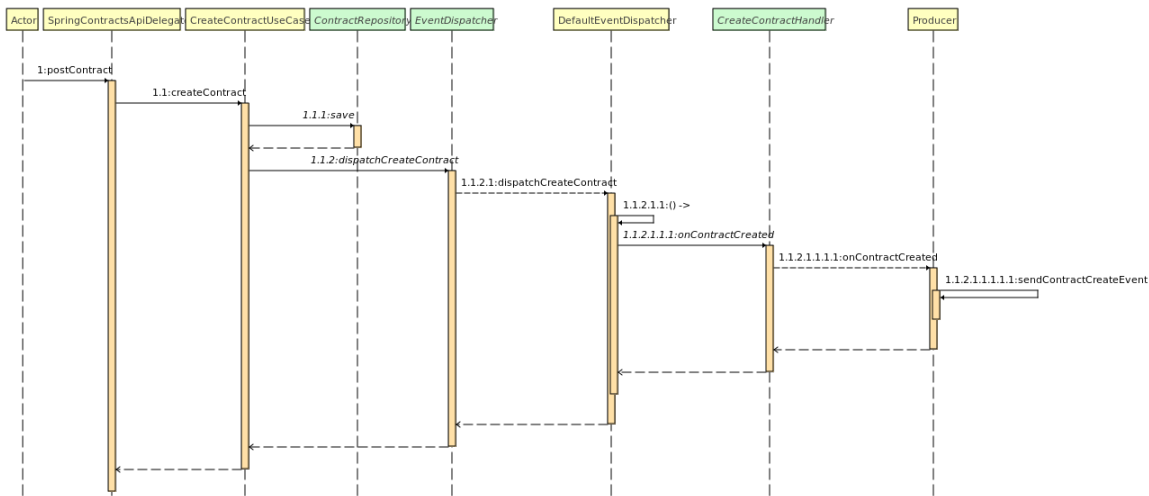 Actor
SpringContractsApiDelegat
CreateContractUseCase
ContractRepository
EventDispatcher
DefaultEventDispatcher
CreateContractHandler
Producer
1:postContract
1.1:createContract
1.1.1:save
1.1.2:dispatchCreateContract
1.1.2.1:dispatchCreateContract
1.1.2.1.1:() ->
1.1.2.1.1.1:onContractCreated
1.1.2.1.1.1.1:onContractCreated
1.1.2.1.1.1.1.1:sendContractCreateEvent